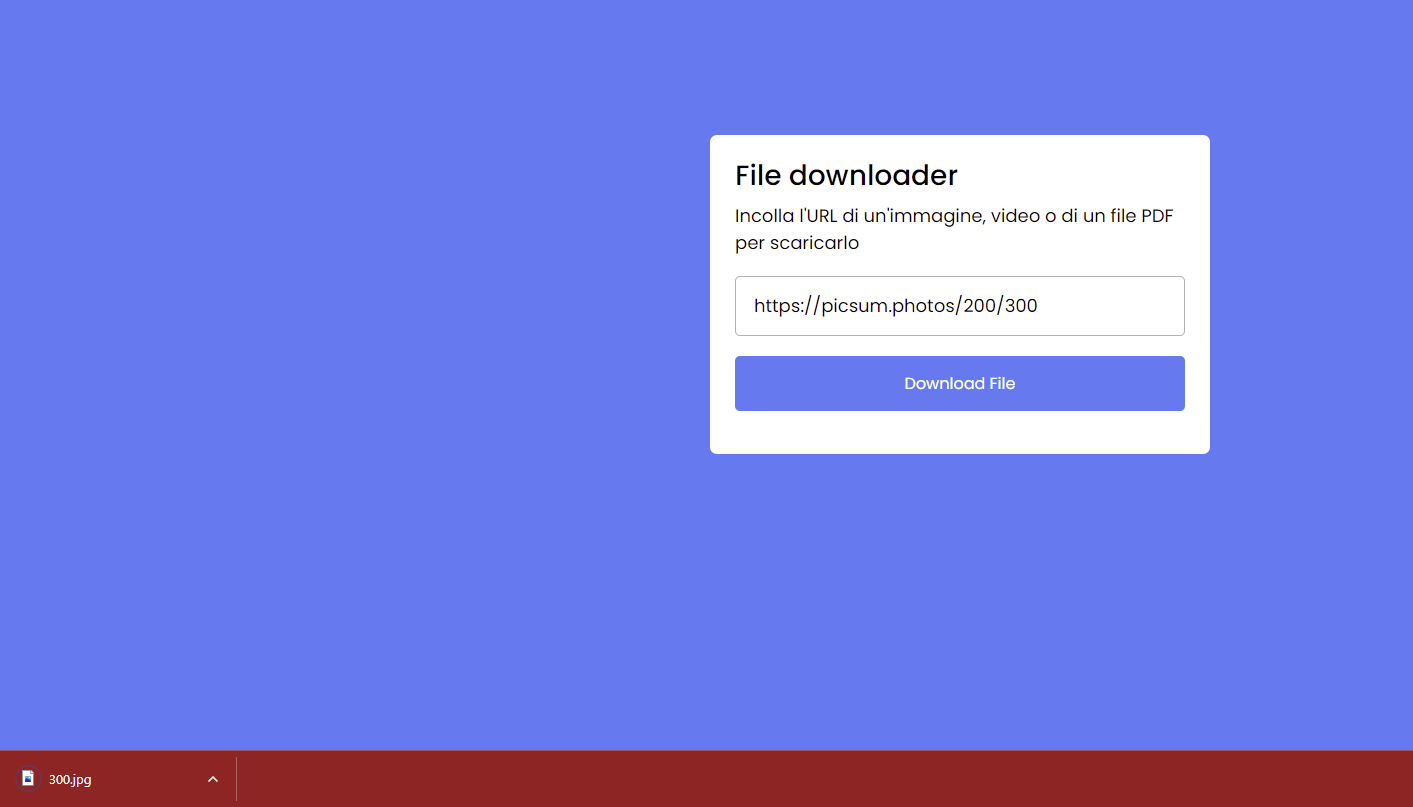 File downloader
Incolla l'URL di un'immagine, video o di un file PDF
per scaricarlo
https://picsum.photos/200/300
Download File
300.jpg